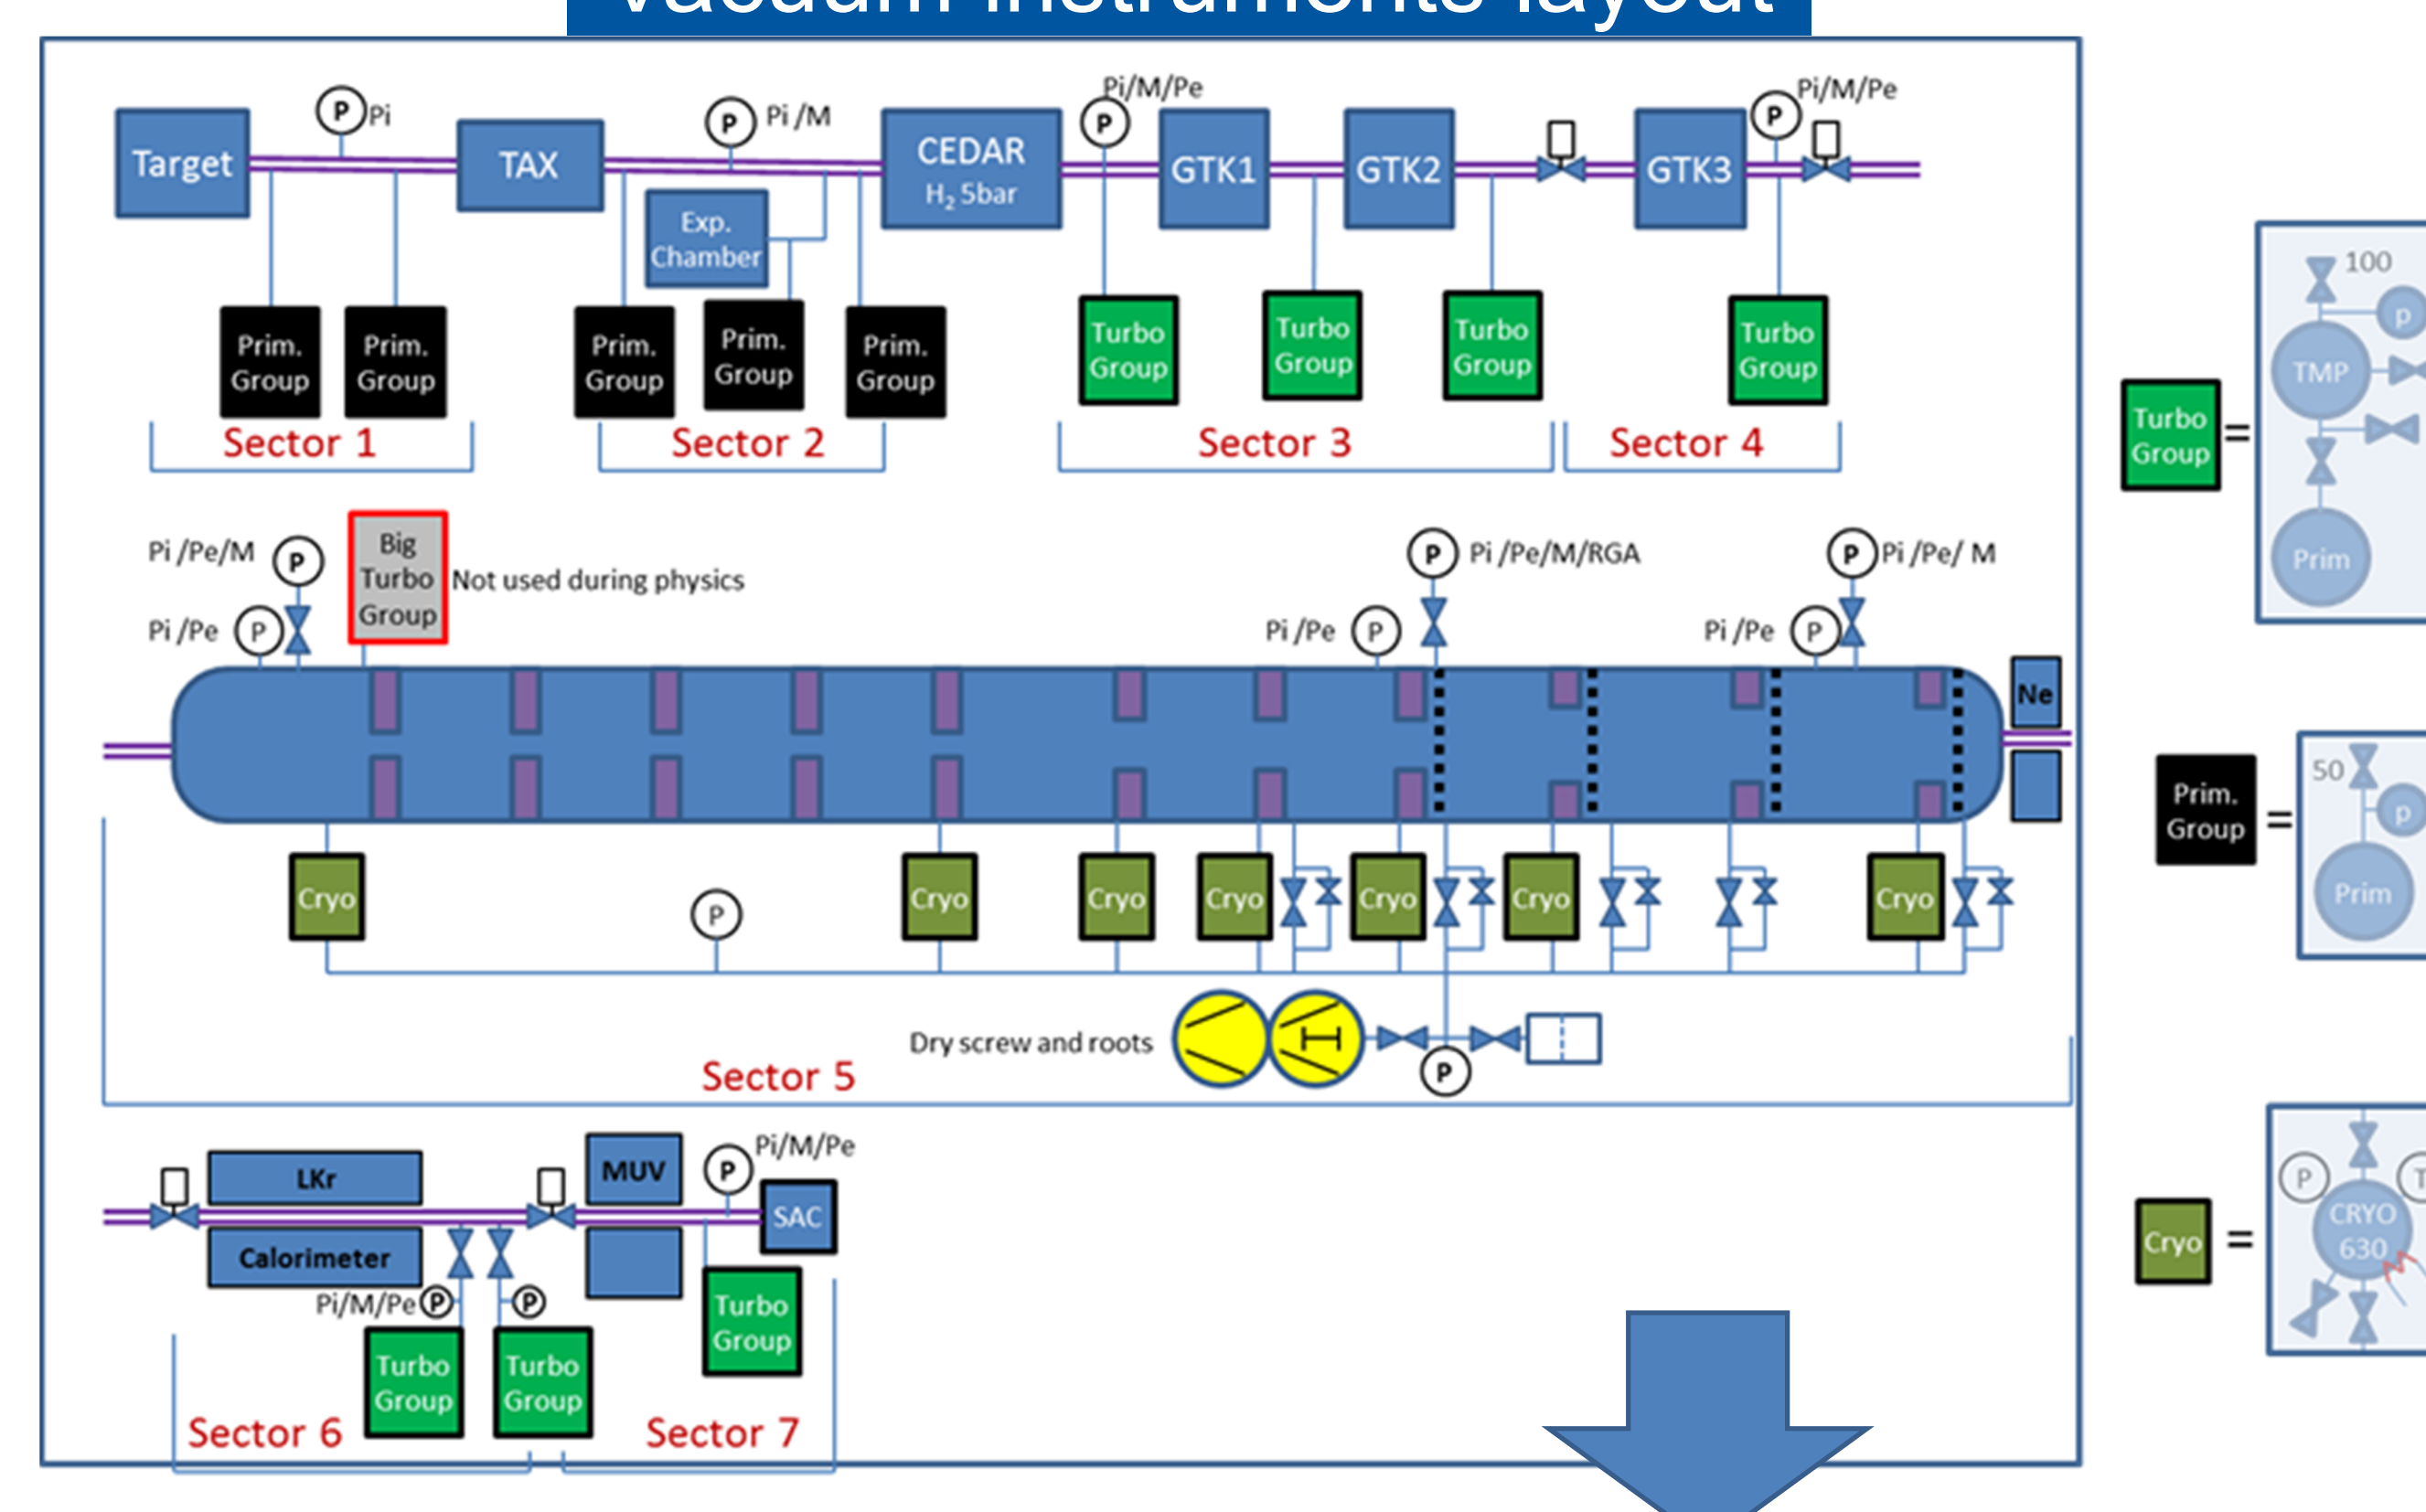 Vacuum instruments layout
Pi
Pi /M
Pi/M/Pe
Pi/M/Pe
P
P
P
P
Target
TAX
CEDAR
H₂ 5bar
GTK1
GTK2
GTK3
Exp.
Chamber
Prim.
Group
Prim.
Group
Prim.
Group
Prim.
Group
Prim.
Group
Turbo
Group
Turbo
Group
Turbo
Group
Turbo
Group
Sector 1
Sector 2
Sector 3
Sector 4
Pi /Pe/M
P
Pi /Pe
P
Big
Turbo
Group
Not used during physics
P
Pi /Pe/M/RGA
Pi /Pe
P
P
Pi /Pe/ M
Pi /Pe
P
Ne
Cryo
P
Cryo
Cryo
Cryo
Cryo
Cryo
Cryo
Dry screw and roots
P
Sector 5
LKr
Calorimeter
MUV
P
Pi/M/Pe
SAC
Pi/M/Pe
P
P
Turbo
Group
Turbo
Group
Turbo
Group
Sector 6
Sector 7
Turbo
Group
=
100
p
TMP
Prim
Prim.
Group
=
50
p
Prim
Cryo
=
P
T
CRYO
630